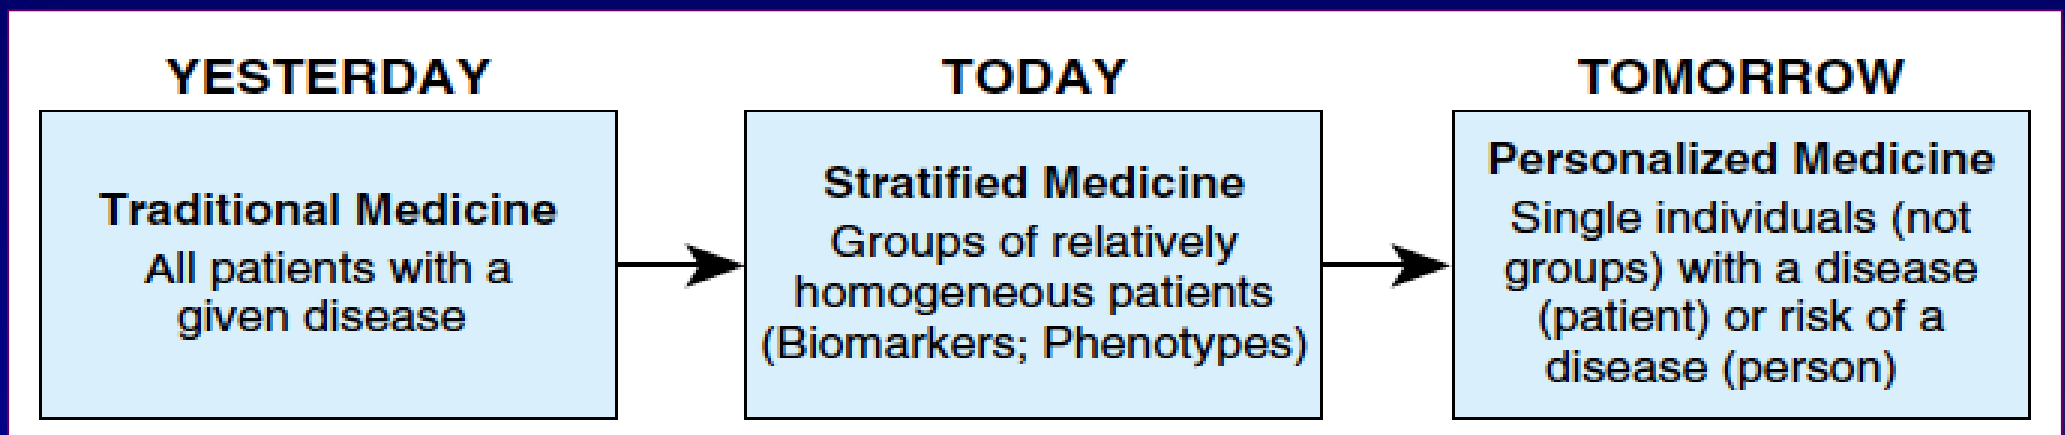 YESTERDAY
Traditional Medicine
All patients with a
given disease
TODAY
Stratified Medicine
Groups of relatively
homogeneous patients
(Biomarkers; Phenotypes)
TOMORROW
Personalized Medicine
Single individuals (not
groups) with a disease
(patient) or risk of a
disease (person)